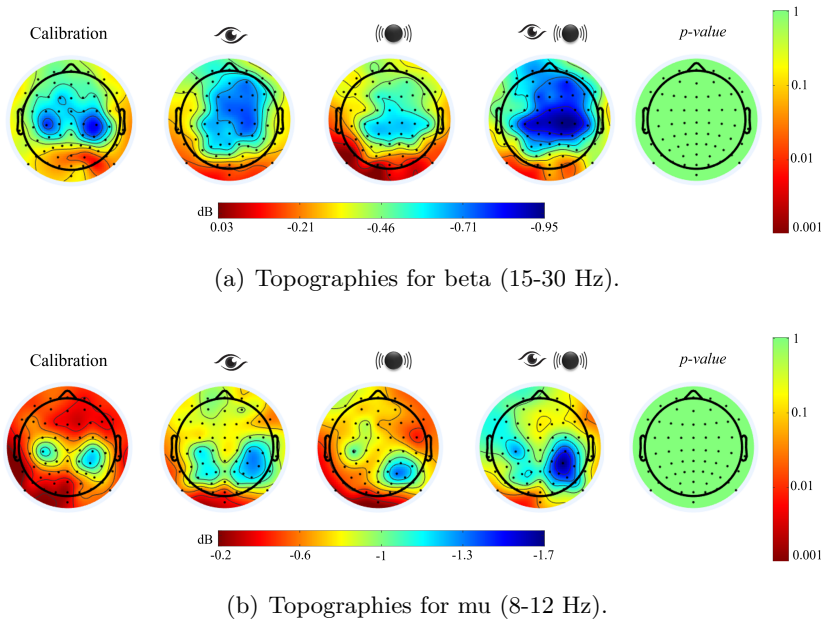 Calibration
p-value
1
0.1
0.01
0.001
dB
0.03 -0.21 -0.46 -0.71 -0.95
(a) Topographies for beta (15-30 Hz).
Calibration
p-value
1
0.1
0.01
0.001
dB
-0.2 -0.6 -1 -1.3 -1.7
(b) Topographies for mu (8-12 Hz).